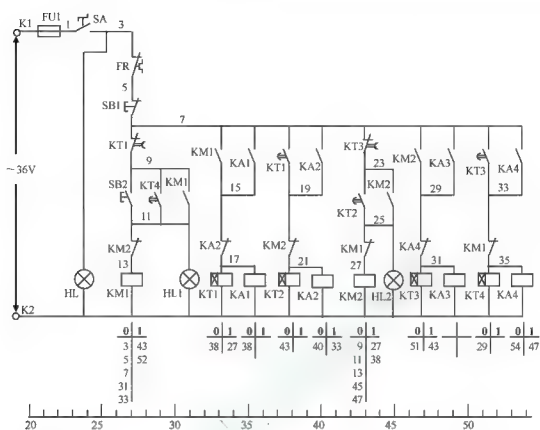 K1 FU1 1 SA 3
FR
5
SB1
7
KT1 KM1 KA1 KT1 KA2 KT3 KM2 KA3 KT3 KA4
9 23
~36V
SB2 KT4 KM1 15 19 KM2 29 33
KT2
11 25
KM2 KA2 KM2 KM1 KA4 KM1
13 17 21 27 31 35
HL KM1 HL1 KT1 KA1 KT2 KA2 KM2 HL2 KT3 KA3 KT4 KA4
K2
0 1 0 1 0 1 0 1 0 1 0 1 0 1 0 1 0 1
3 43 38 27 38 43 40 33 9 27 51 43 29 54 47
5 52 11 38
7 13
31 45
33 47
20 25 30 35 40 45 50